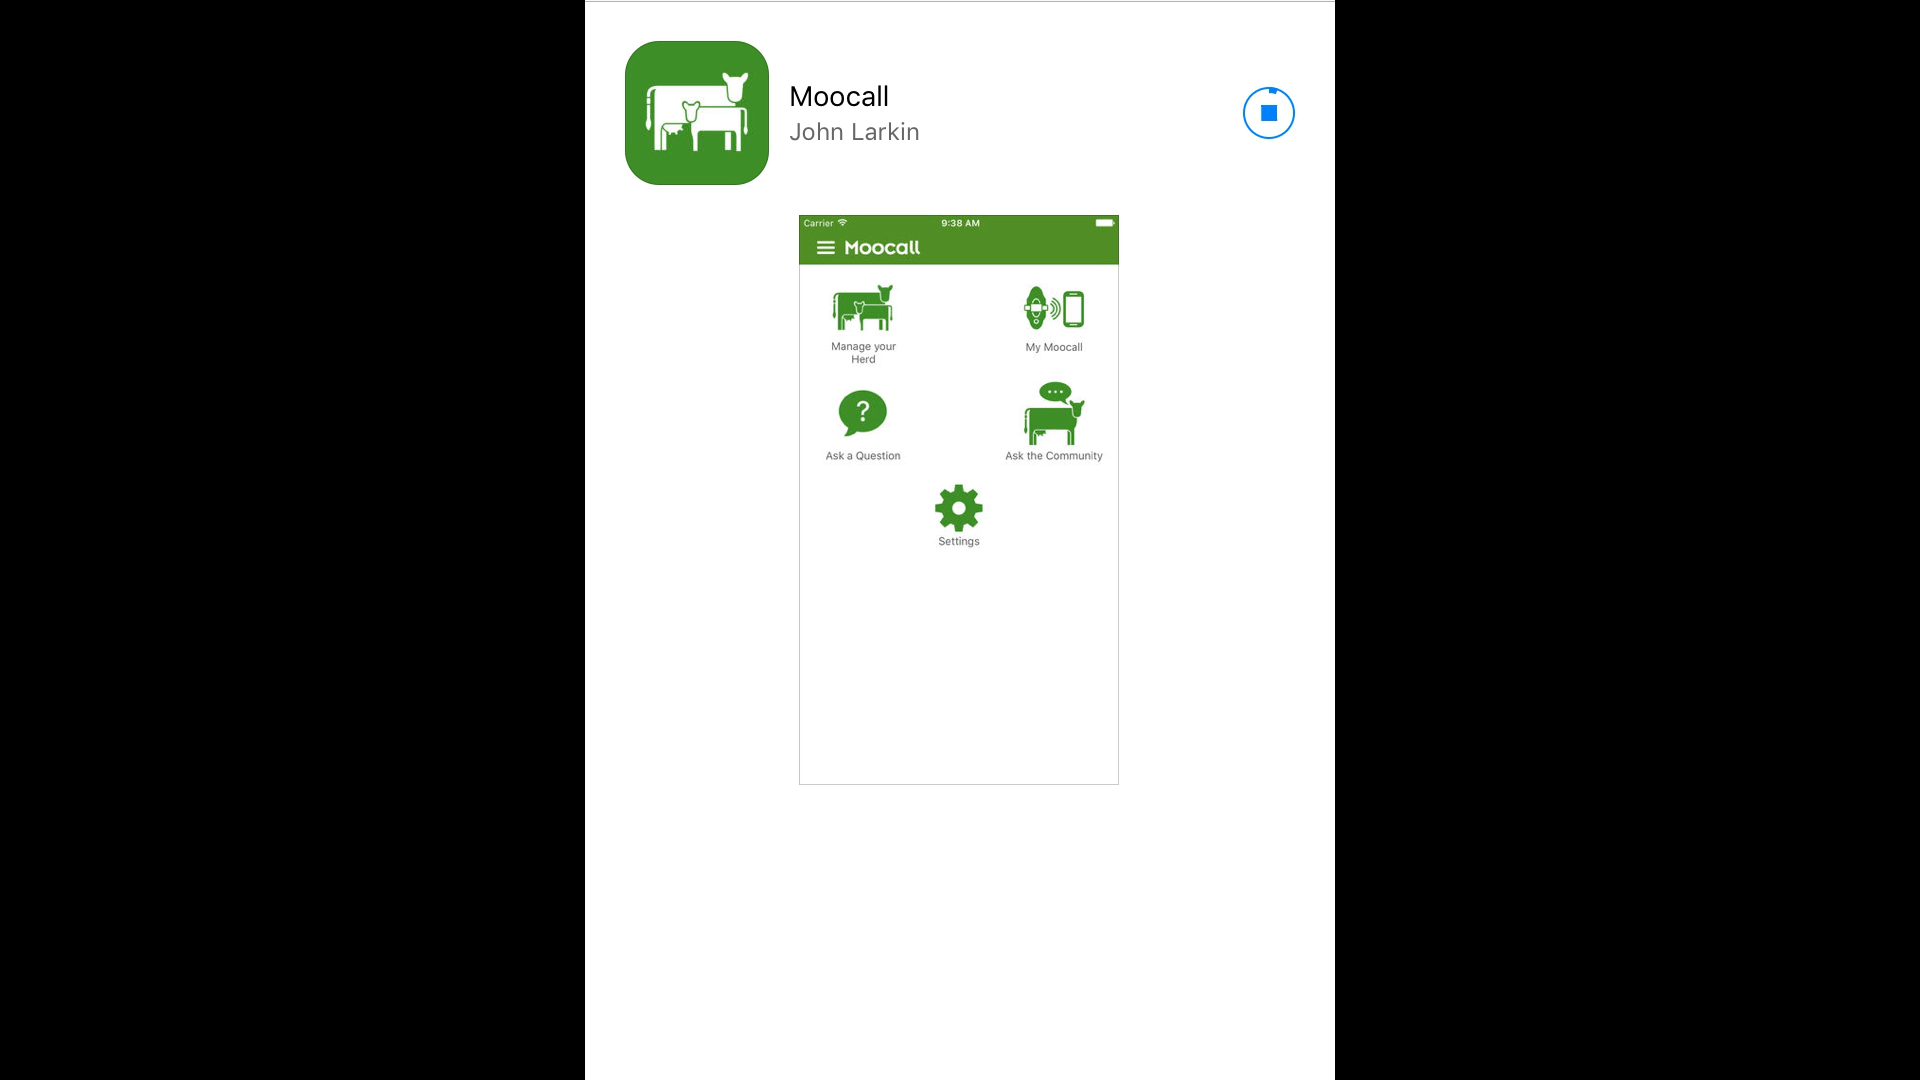 Moocall
John Larkin
Carrier 9:38 AM
Moocall
Manage your
Herd
My Moocall
?
Ask a Question
Ask the Community
Settings